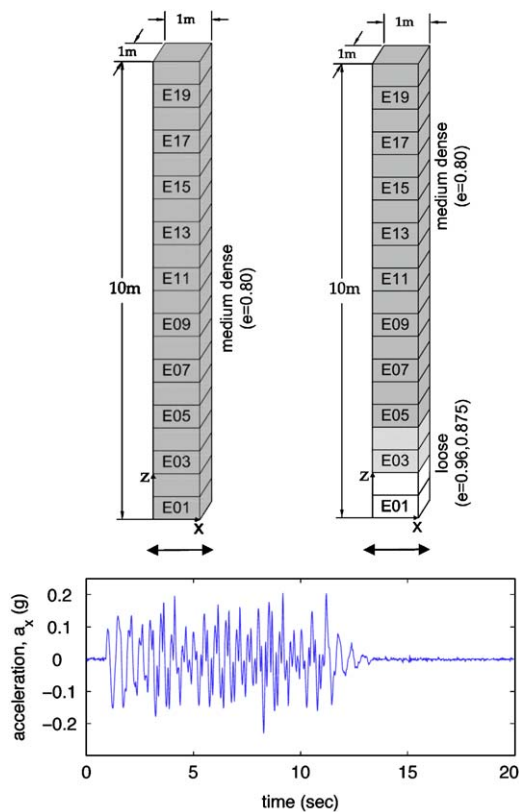 1m
1m
E19
E17
E15
E13
E11
10m
E09
E07
E05
E03
Z
E01
X
medium dense
(e=0.80)
1m
1m
E19
E17
E15
E13
E11
10m
E09
E07
E05
E03
Z
E01
X
medium dense
(e=0.80)
loose
(e=0.96,0.875)
acceleration, a_x (g)
0.2
0.1
0
−0.1
−0.2
0 5 10 15 20
time (sec)